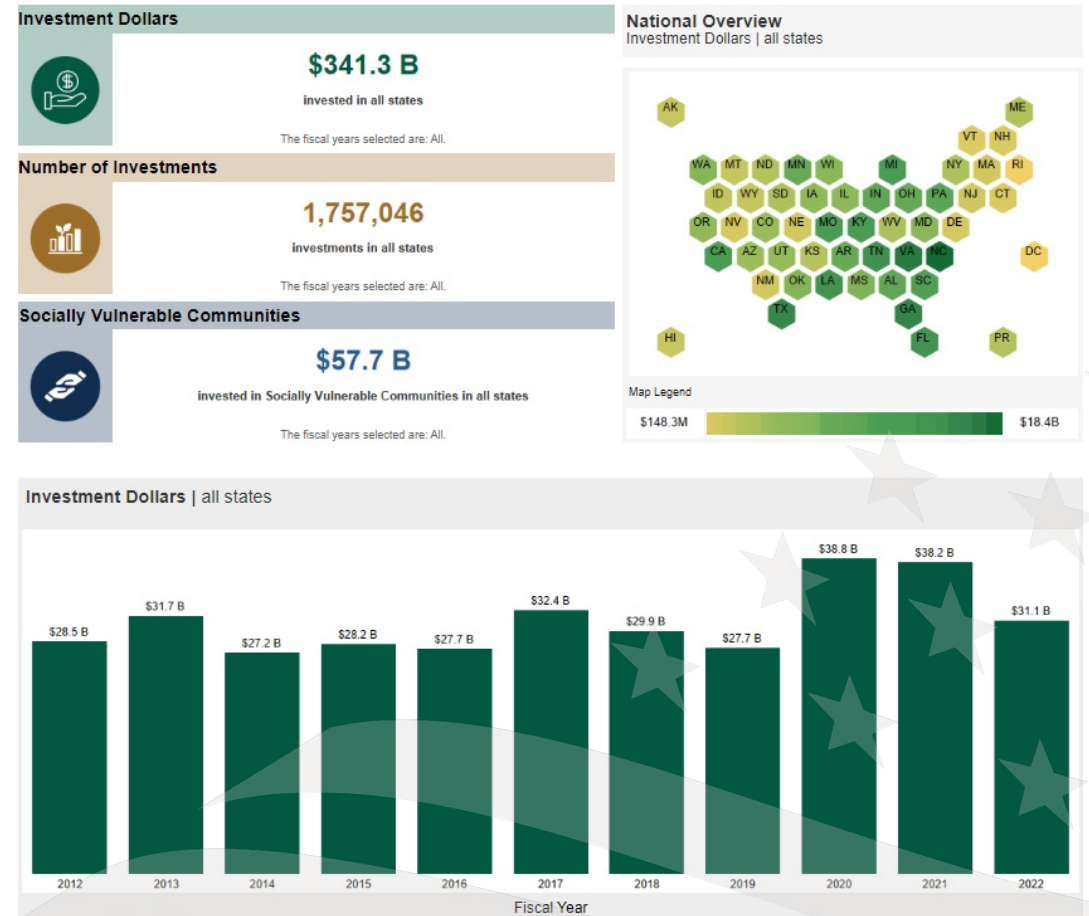 Investment Dollars
$341.3 B
invested in all states
The fiscal years selected are: All.
Number of Investments
1,757,046
investments in all states
The fiscal years selected are: All.
Socially Vulnerable Communities
$57.7 B
invested in Socially Vulnerable Communities in all states
The fiscal years selected are: All.
National Overview
Investment Dollars | all states
AK ME
VT NH
WA MT ND MN WI MI NY MA RI
ID WY SD IA IL IN OH PA NJ CT
OR NV CO NE MO KY WV MD DE
CA AZ UT KS AR TN VA NC DC
NM OK LA MS AL SC
TX GA
HI FL PR
Map Legend
$148.3M $18.4B
Investment Dollars | all states
$28.5 B $31.7 B $27.2 B $28.2 B $27.7 B $32.4 B $29.9 B $27.7 B $38.8 B $38.2 B $31.1 B
2012 2013 2014 2015 2016 2017 2018 2019 2020 2021 2022
Fiscal Year